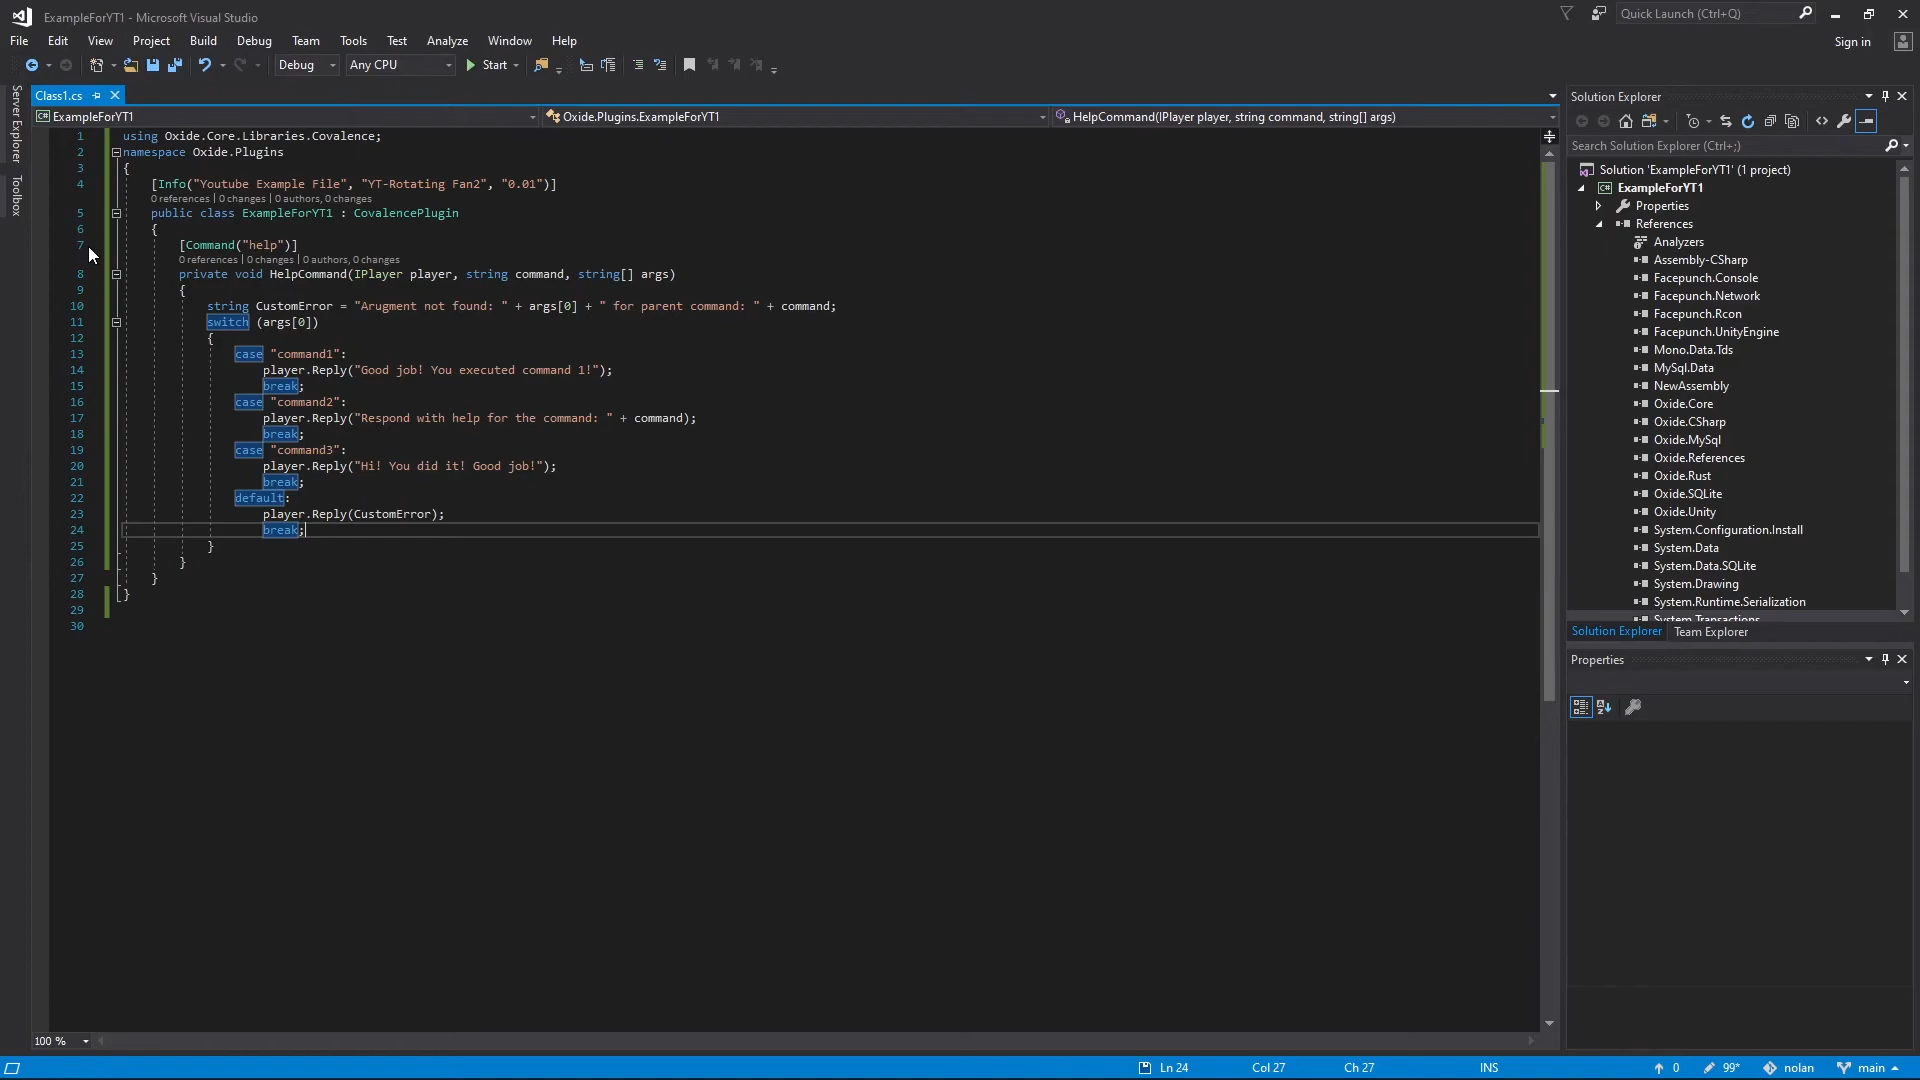 ExampleForYT1 - Microsoft Visual Studio
Quick Launch (Ctrl+Q)
File Edit View Project Build Debug Team Tools Test Analyze Window Help
Sign in
Debug Any CPU Start
Server Explorer
Toolbox
Class1.cs
ExampleForYT1
Oxide.Plugins.ExampleForYT1
HelpCommand(IPlayer player, string command, string[] args)
1 using Oxide.Core.Libraries.Covalence;
2 namespace Oxide.Plugins
3 {
4 [Info("Youtube Example File", "YT-Rotating Fan2", "0.01")]
0 references | 0 changes | 0 authors, 0 changes
5 public class ExampleForYT1 : CovalencePlugin
6 {
7 [Command("help")]
0 references | 0 changes | 0 authors, 0 changes
8 private void HelpCommand(IPlayer player, string command, string[] args)
9 {
10 string CustomError = "Arugment not found: " + args[0] + " for parent command: " + command;
11 switch (args[0])
12 {
13 case "command1":
14 player.Reply("Good job! You executed command 1!");
15 break;
16 case "command2":
17 player.Reply("Respond with help for the command: " + command);
18 break;
19 case "command3":
20 player.Reply("Hi! You did it! Good job!");
21 break;
22 default:
23 player.Reply(CustomError);
24 break;
25 }
26 }
27 }
28 }
29
30
100 %
Solution Explorer
Search Solution Explorer (Ctrl+;)
Solution 'ExampleForYT1' (1 project)
C# ExampleForYT1
Properties
References
Analyzers
Assembly-CSharp
Facepunch.Console
Facepunch.Network
Facepunch.Rcon
Facepunch.UnityEngine
Mono.Data.Tds
MySql.Data
NewAssembly
Oxide.Core
Oxide.CSharp
Oxide.MySql
Oxide.References
Oxide.Rust
Oxide.SQLite
Oxide.Unity
System.Configuration.Install
System.Data
System.Data.SQLite
System.Drawing
System.Runtime.Serialization
System.Transactions
Solution Explorer Team Explorer
Properties
Ln 24 Col 27 Ch 27 INS 0 99* nolan main